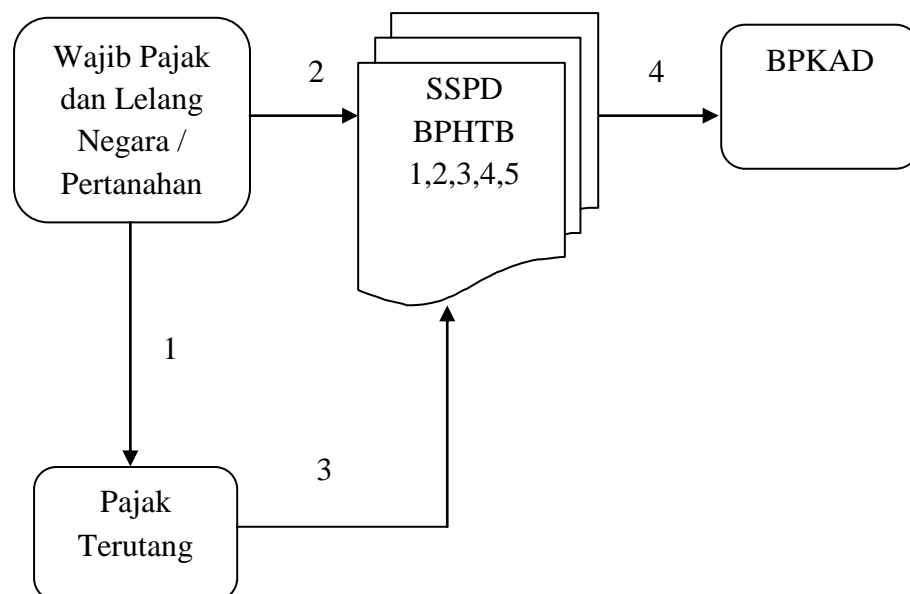 Wajib Pajak
dan Lelang
Negara /
Pertanahan
2
SSPD
BPHTB
1,2,3,4,5
4
BPKAD
1
3
Pajak
Terutang